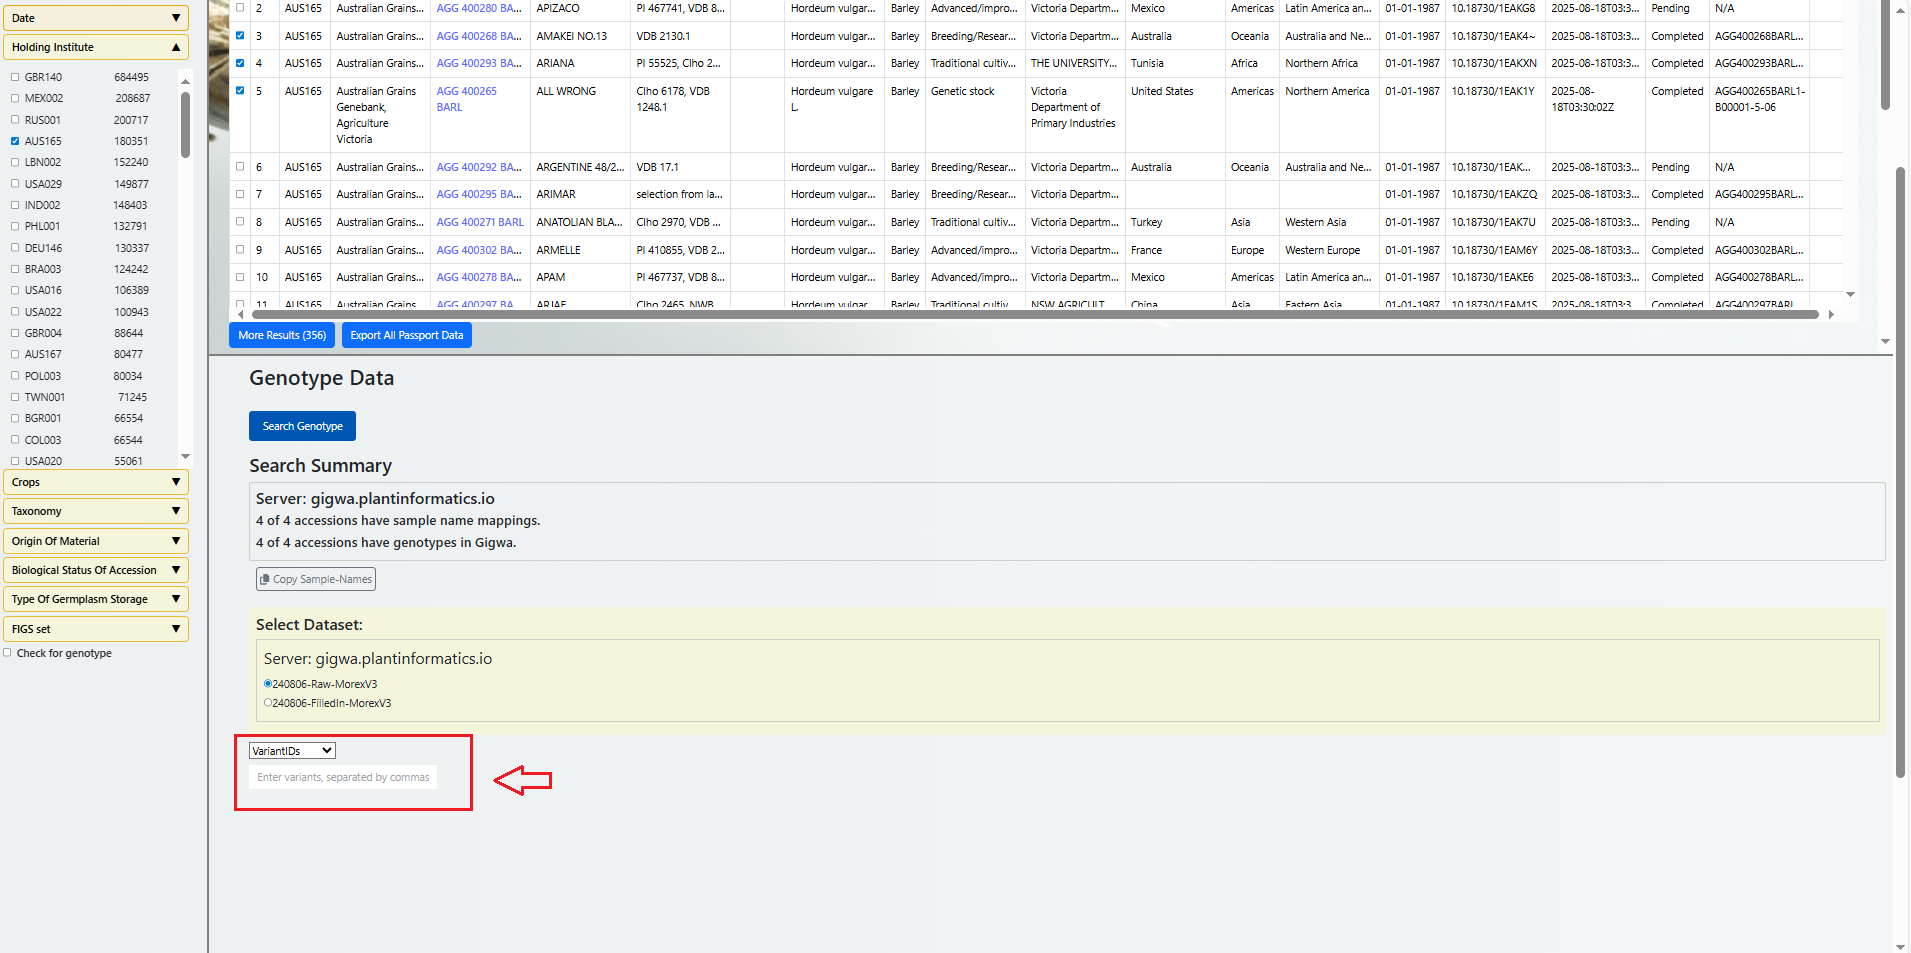 Date ▼
Holding Institute ▲
GBR140 684495
MEX002 208687
RUS001 200717
AUS165 180351
LBN002 152240
USA029 149877
IND002 148403
PHL001 132791
DEU146 130337
BRA003 124242
USA016 106389
USA022 100943
GBR004 88644
AUS167 80477
POL003 80034
TWN001 71245
BGR001 66554
COL003 66544
USA020 55061
Crops ▼
Taxonomy ▼
Origin Of Material ▼
Biological Status Of Accession ▼
Type Of Germplasm Storage ▼
FIGS set ▼
Check for genotype
2 AUS165 Australian Grains... AGG 400280 BA... APIZACO PI 467741, VDB 8... Hordeum vulgar... Barley Advanced/impro... Victoria Departm... Mexico Americas Latin America an... 01-01-1987 10.18730/1EAKG8 2025-08-18T03:3... Pending N/A
3 AUS165 Australian Grains... AGG 400268 BA... AMAKEI NO.13 VDB 2130.1 Hordeum vulgar... Barley Breeding/Resear... Victoria Departm... Australia Oceania Australia and Ne... 01-01-1987 10.18730/1EAK4~ 2025-08-18T03:3... Completed AGG400268BARL...
4 AUS165 Australian Grains... AGG 400293 BA... ARIANA PI 55525, CIho 2... Hordeum vulgar... Barley Traditional cultiv... THE UNIVERSITY... Tunisia Africa Northern Africa 01-01-1987 10.18730/1EAKXN 2025-08-18T03:3... Completed AGG400293BARL...
5 AUS165 Australian Grains AGG 400265 ALL WRONG CIho 6178, VDB Hordeum vulgare Barley Genetic stock Victoria United States Americas Northern America 01-01-1987 10.18730/1EAK1Y 2025-08- Completed AGG400265BARL1-
Genebank, BARL 1248.1 L. Department of 18T03:30:02Z B00001-5-06
Agriculture Primary Industries
Victoria
6 AUS165 Australian Grains... AGG 400292 BA... ARGENTINE 48/2... VDB 17.1 Hordeum vulgar... Barley Breeding/Resear... Victoria Departm... Australia Oceania Australia and Ne... 01-01-1987 10.18730/1EAK... 2025-08-18T03:3... Pending N/A
7 AUS165 Australian Grains... AGG 400295 BA... ARIMAR selection from la... Hordeum vulgar... Barley Breeding/Resear... Victoria Departm... 01-01-1987 10.18730/1EAKZQ 2025-08-18T03:3... Completed AGG400295BARL...
8 AUS165 Australian Grains... AGG 400271 BARL ANATOLIAN BLA... CIho 2970, VDB ... Hordeum vulgar... Barley Traditional cultiv... Victoria Departm... Turkey Asia Western Asia 01-01-1987 10.18730/1EAK7U 2025-08-18T03:3... Pending N/A
9 AUS165 Australian Grains... AGG 400302 BA... ARMELLE PI 410855, VDB 2... Hordeum vulgar... Barley Advanced/impro... Victoria Departm... France Europe Western Europe 01-01-1987 10.18730/1EAM6Y 2025-08-18T03:3... Completed AGG400302BARL...
10 AUS165 Australian Grains... AGG 400278 BA... APAM PI 467737, VDB 8... Hordeum vulgar... Barley Advanced/impro... Victoria Departm... Mexico Americas Latin America an... 01-01-1987 10.18730/1EAKE6 2025-08-18T03:3... Completed AGG400278BARL...
11 AUS165 Australian Grains... AGG 400297 BA... ARJAE CIho 2465, NWB Hordeum vulgar... Barley Traditional cultiv... NSW AGRICULT... China Asia Eastern Asia 01-01-1987 10.18730/1EAM1S 2025-08-18T03:3... Completed AGG400297BARL...
More Results (356) Export All Passport Data
Genotype Data
Search Genotype
Search Summary
Server: gigwa.plantinformatics.io
4 of 4 accessions have sample name mappings.
4 of 4 accessions have genotypes in Gigwa.
Copy Sample-Names
Select Dataset:
Server: gigwa.plantinformatics.io
240806-Raw-MorexV3
240806-FilledIn-MorexV3
VariantIDs
Enter variants, separated by commas